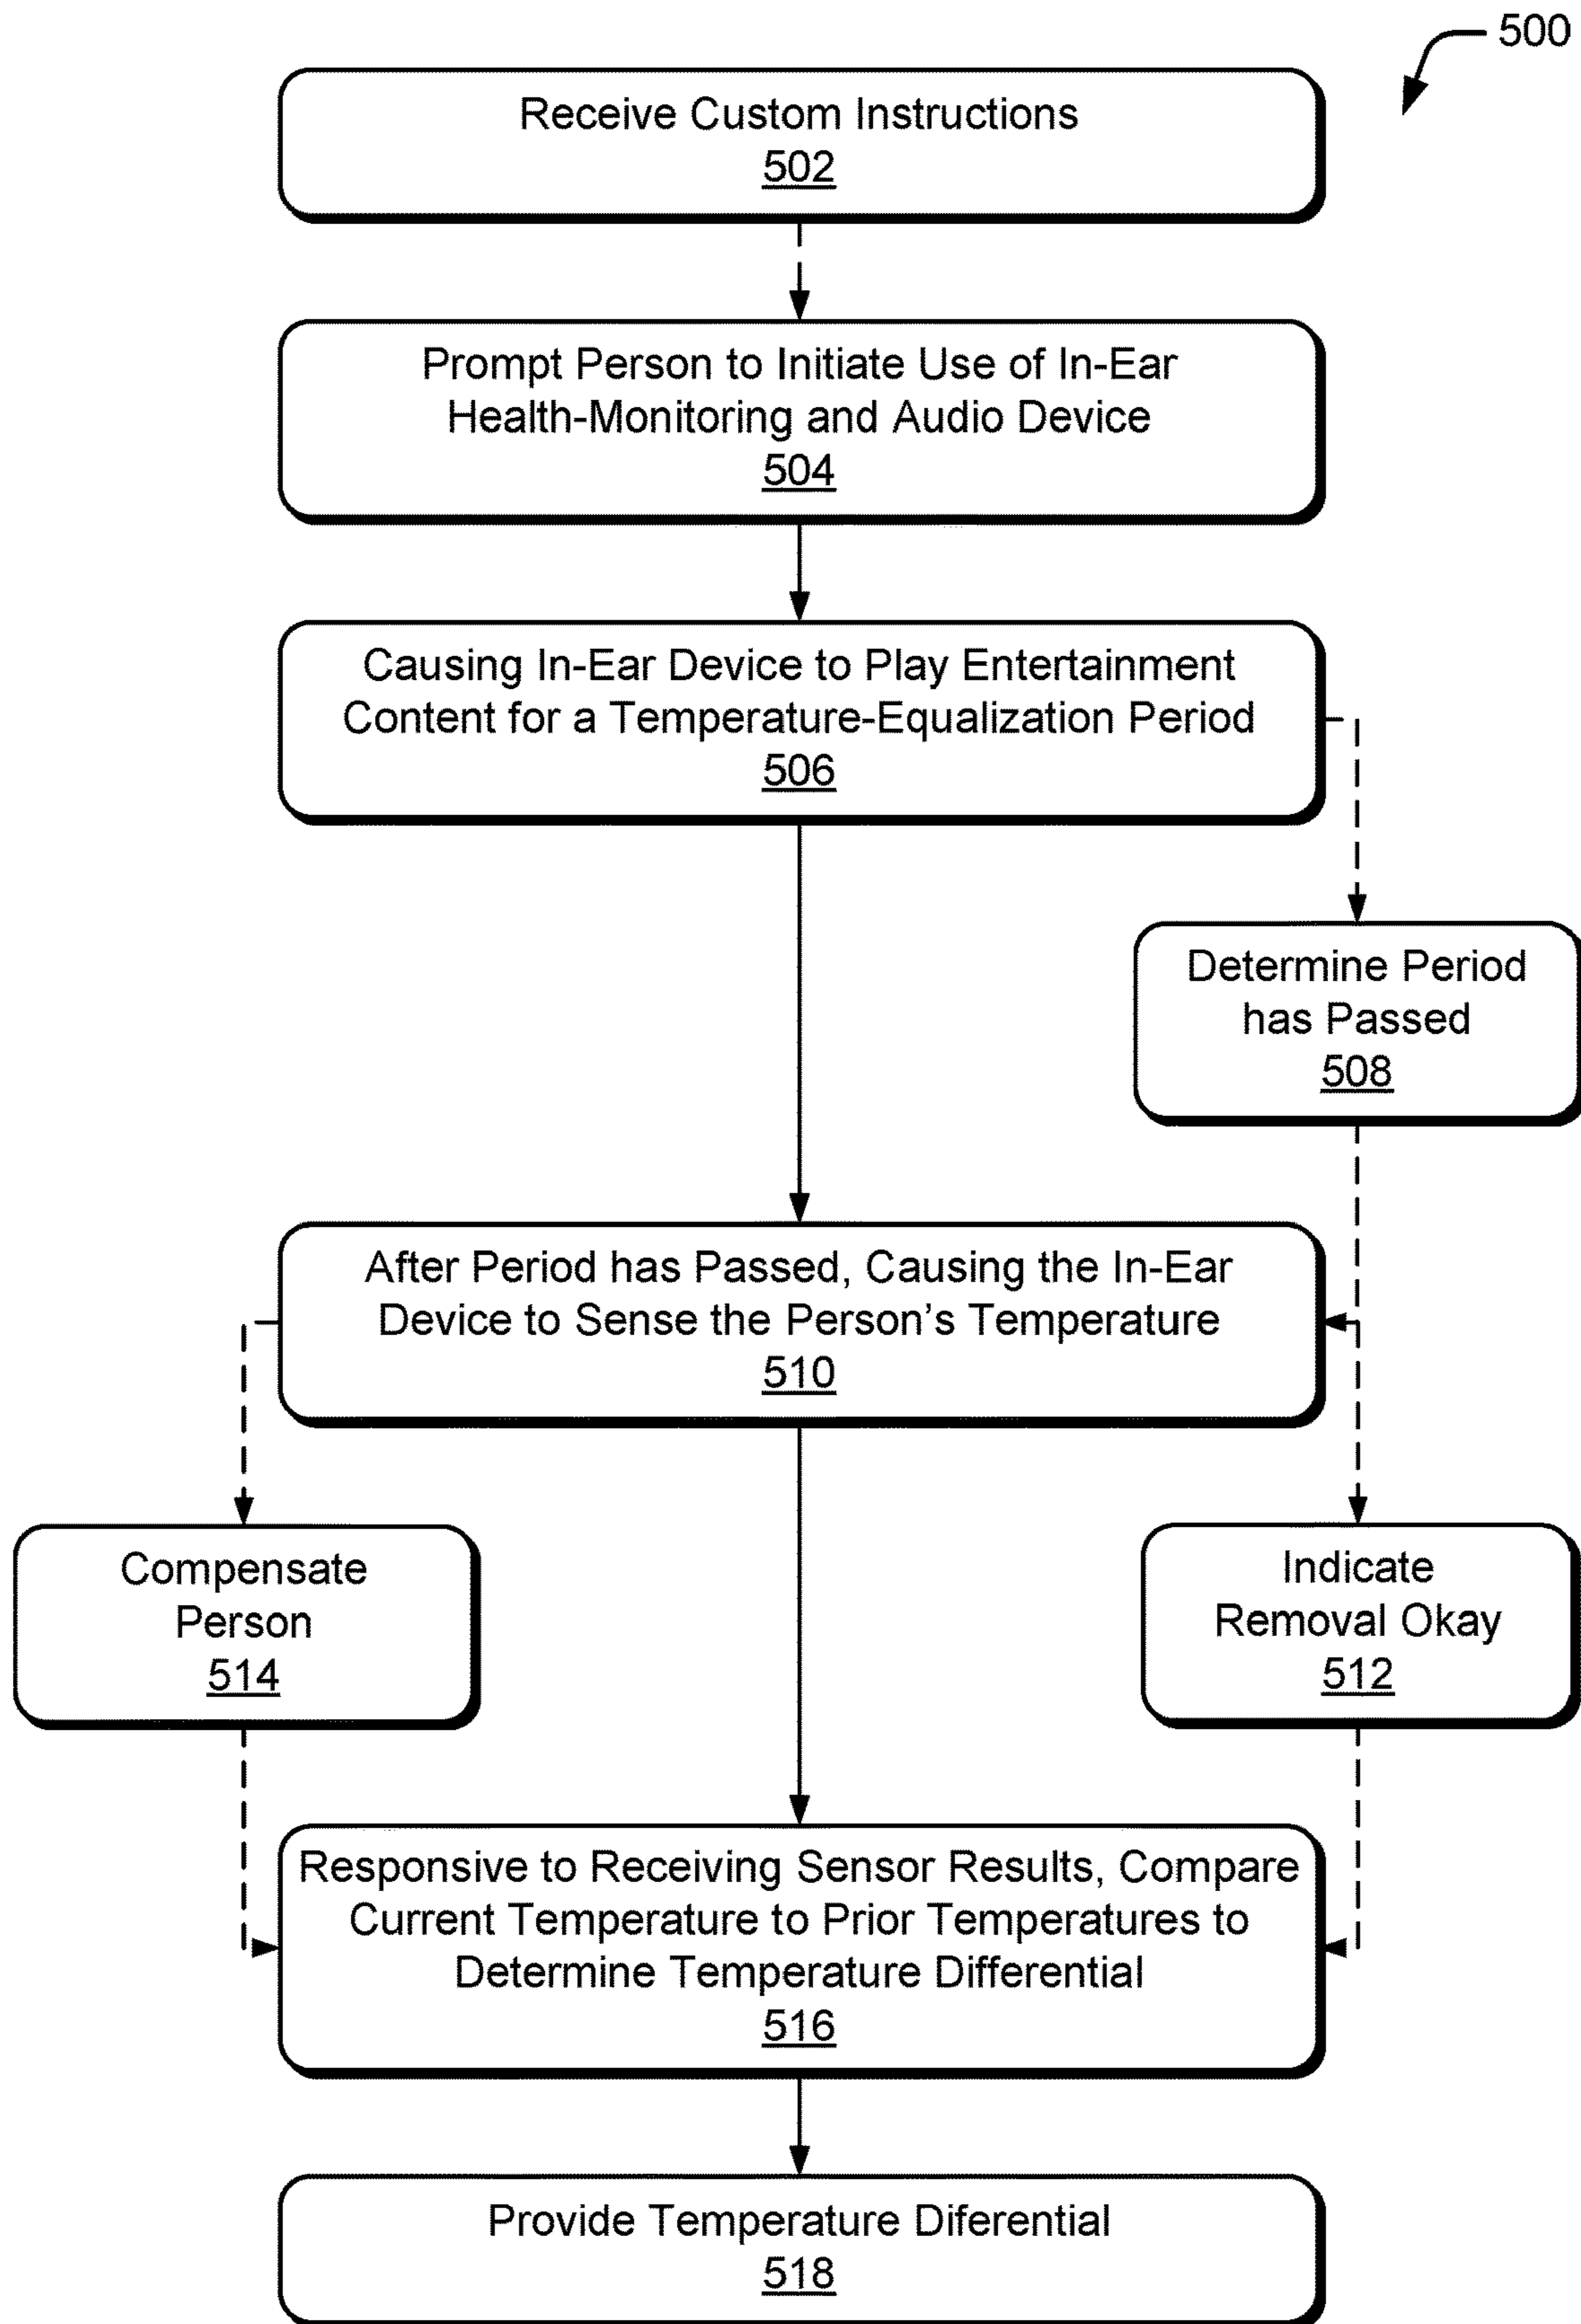 500
Receive Custom Instructions
502
Prompt Person to Initiate Use of In-Ear
Health-Monitoring and Audio Device
504
Causing In-Ear Device to Play Entertainment
Content for a Temperature-Equalization Period
506
Determine Period
has Passed
508
After Period has Passed, Causing the In-Ear
Device to Sense the Person's Temperature
510
Compensate
Person
514
Indicate
Removal Okay
512
Responsive to Receiving Sensor Results, Compare
Current Temperature to Prior Temperatures to
Determine Temperature Differential
516
Provide Temperature Diferential
518